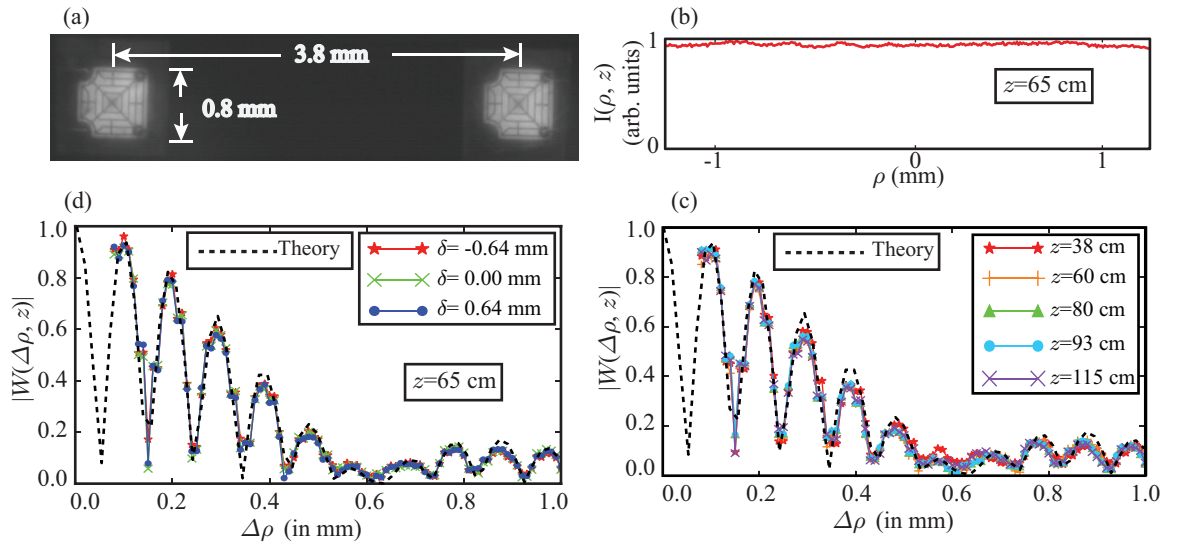 (a)
3.8 mm
0.8 mm
(b)
I(ρ, z)
(arb. units)
1
0
z=65 cm
-1
0
1
ρ (mm)
(d)
|W(Δρ, z)|
1.0
0.8
0.6
0.4
0.2
0.0
Theory
δ= -0.64 mm
δ= 0.00 mm
δ= 0.64 mm
z=65 cm
0.0
0.2
0.4
0.6
0.8
1.0
Δρ (in mm)
(c)
|W(Δρ, z)|
1.0
0.8
0.6
0.4
0.2
0.0
Theory
z=38 cm
z=60 cm
z=80 cm
z=93 cm
z=115 cm
0.0
0.2
0.4
0.6
0.8
1.0
Δρ (in mm)